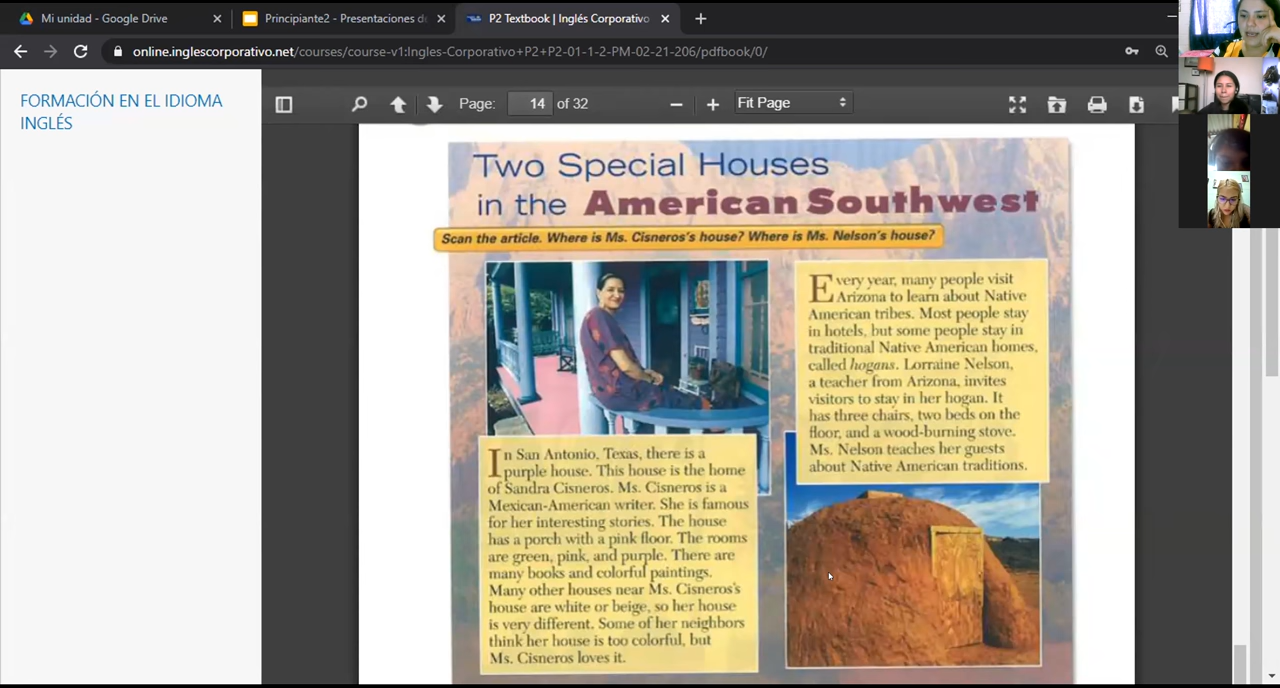 Mi unidad – Google Drive
Principiante2 - Presentaciones de
P2 Textbook | Inglés Corporativo
online.inglescorporativo.net/courses/course-v1:Ingles-Corporativo+P2+P2-01-1-2-PM-02-21-206/pdfbook/0/
FORMACIÓN EN EL IDIOMA
INGLÉS
Page: 14 of 32
Fit Page
Two Special Houses
in the American Southwest
Scan the article. Where is Ms. Cisneros's house? Where is Ms. Nelson's house?
In San Antonio, Texas, there is a
purple house. This house is the home
of Sandra Cisneros. Ms. Cisneros is a
Mexican-American writer. She is famous
for her interesting stories. The house
has a porch with a pink floor. The rooms
are green, pink, and purple. There are
many books and colorful paintings.
Many other houses near Ms. Cisneros's
house are white or beige, so her house
is very different. Some of her neighbors
think her house is too colorful, but
Ms. Cisneros loves it.
Every year, many people visit
Arizona to learn about Native
American tribes. Most people stay
in hotels, but some people stay in
traditional Native American homes,
called hogans. Lorraine Nelson,
a teacher from Arizona, invites
visitors to stay in her hogan. It
has three chairs, two beds on the
floor, and a wood-burning stove.
Ms. Nelson teaches her guests
about Native American traditions.